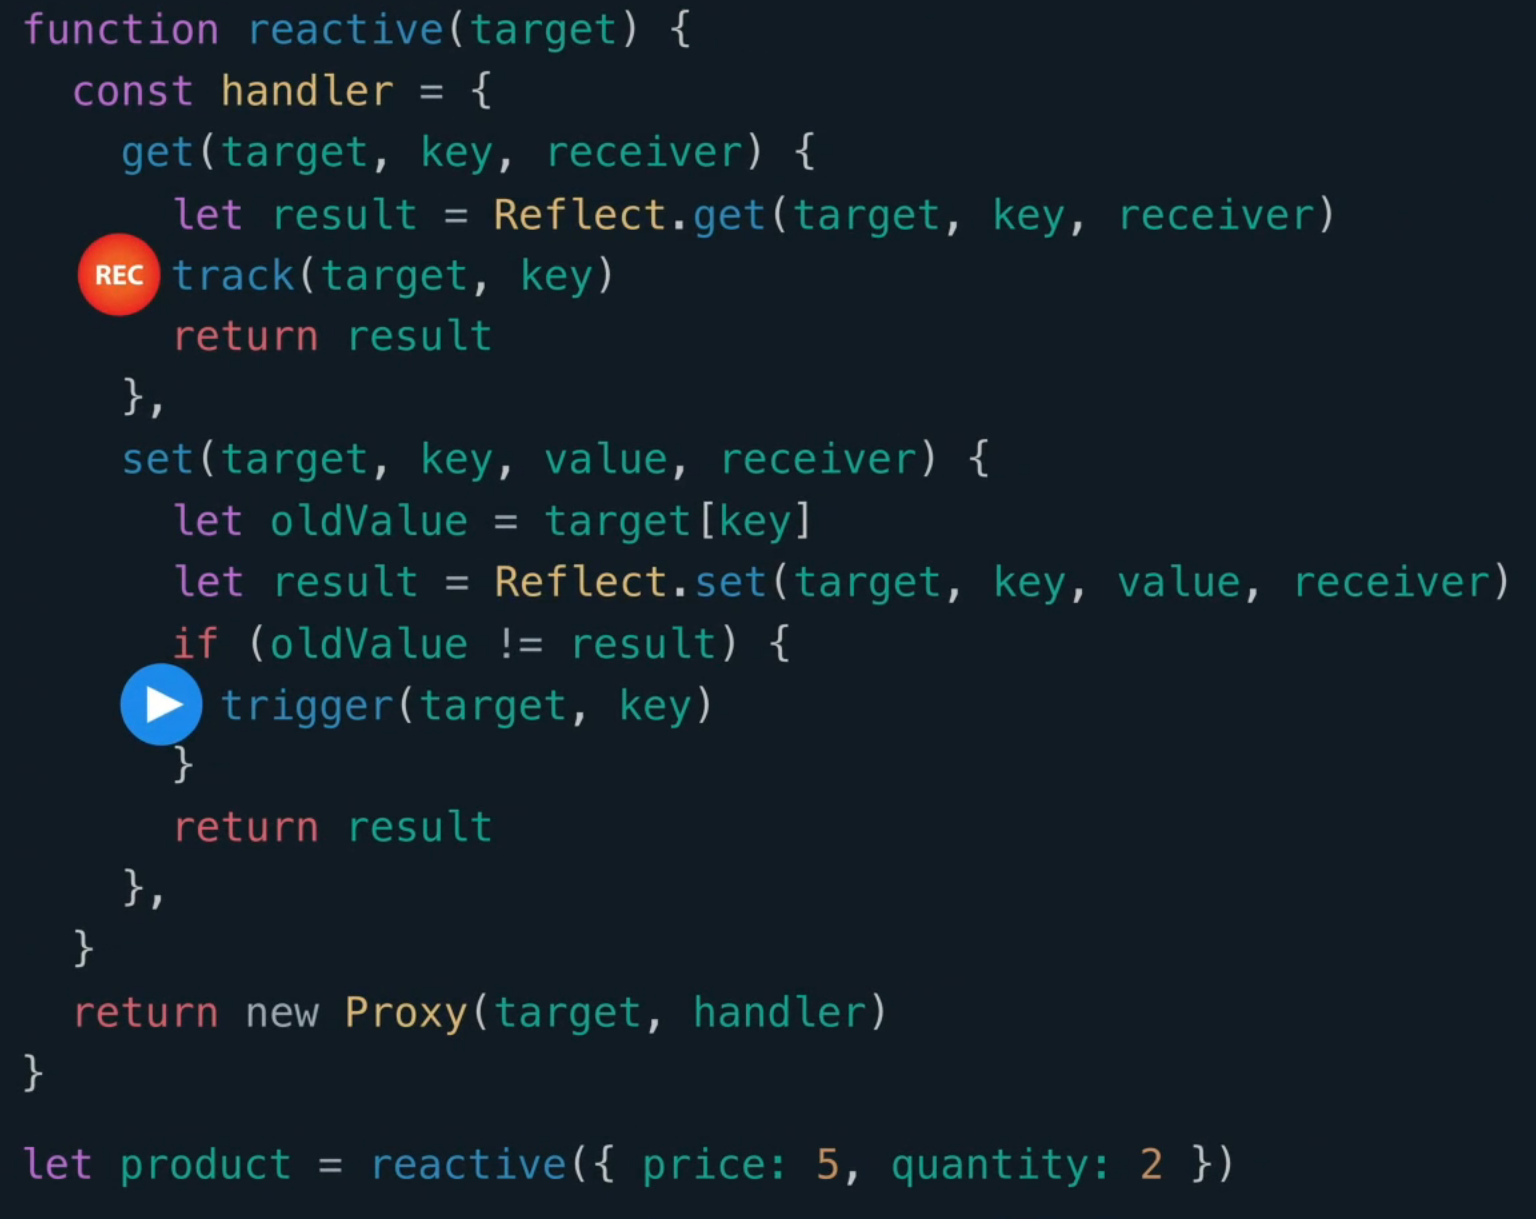 function reactive(target) {
  const handler = {
    get(target, key, receiver) {
      let result = Reflect.get(target, key, receiver)
REC   track(target, key)
      return result
    },
    set(target, key, value, receiver) {
      let oldValue = target[key]
      let result = Reflect.set(target, key, value, receiver)
      if (oldValue != result) {
        trigger(target, key)
      }
      return result
    },
  }
  return new Proxy(target, handler)
}
let product = reactive({ price: 5, quantity: 2 })